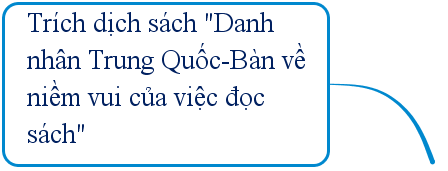 Trích dịch sách "Danh
nhân Trung Quốc-Bàn về
niềm vui của việc đọc
sách"